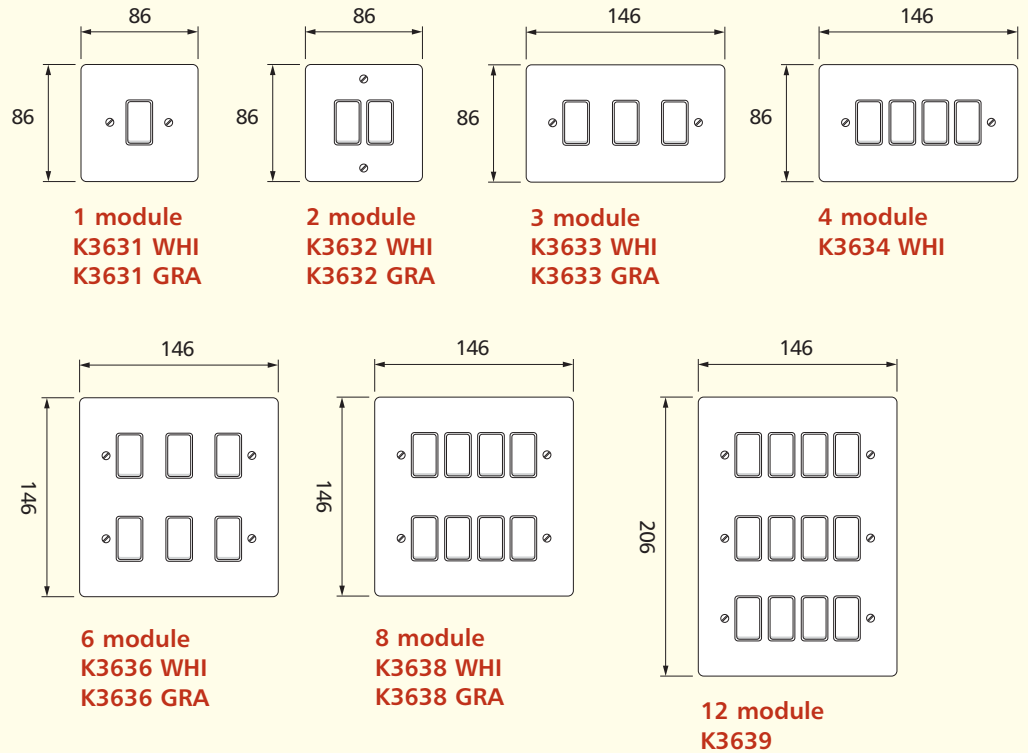 86
86
146
146
86
86
86
86
1 module
K3631 WHI
K3631 GRA
2 module
K3632 WHI
K3632 GRA
3 module
K3633 WHI
K3633 GRA
4 module
K3634 WHI
146
146
146
146
146
206
6 module
K3636 WHI
K3636 GRA
8 module
K3638 WHI
K3638 GRA
12 module
K3639